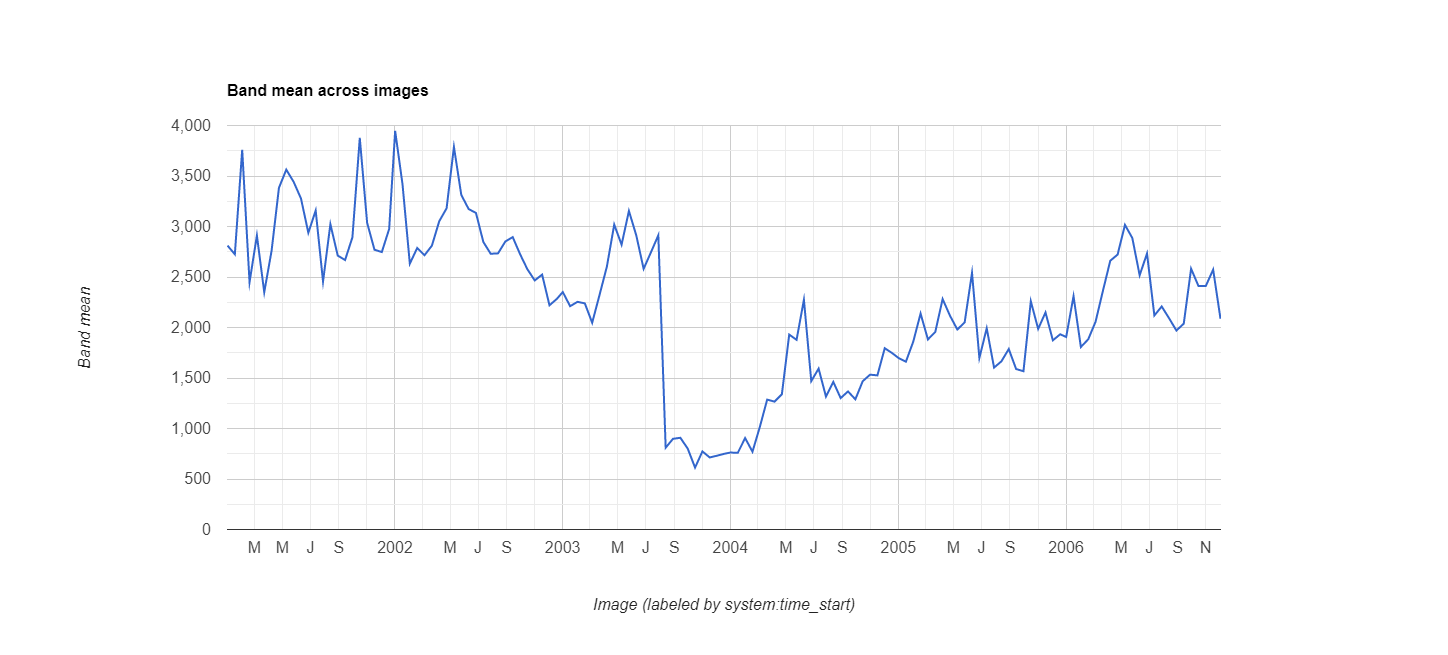 Band mean across images
4,000
3,500
3,000
2,500
2,000
1,500
1,000
500
0
Band mean
M M J S 2002 M J S 2003 M J S 2004 M J S 2005 M J S 2006 M J S N
Image (labeled by system:time_start)